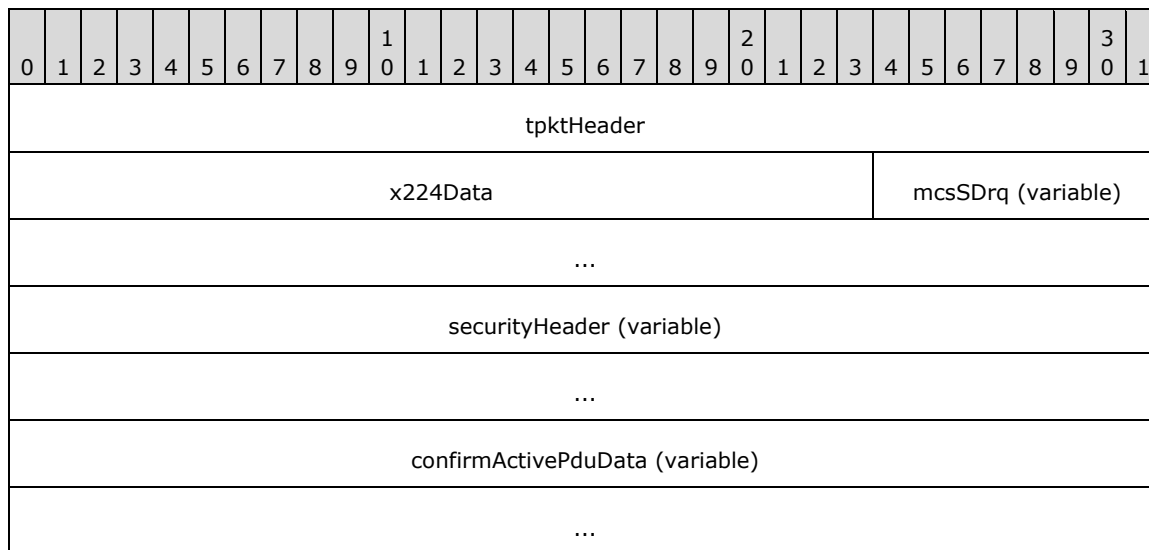 1 2 3
0 1 2 3 4 5 6 7 8 9 0 1 2 3 4 5 6 7 8 9 0 1 2 3 4 5 6 7 8 9 0 1
tpktHeader
x224Data mcsSDrq (variable)
...
securityHeader (variable)
...
confirmActivePduData (variable)
...